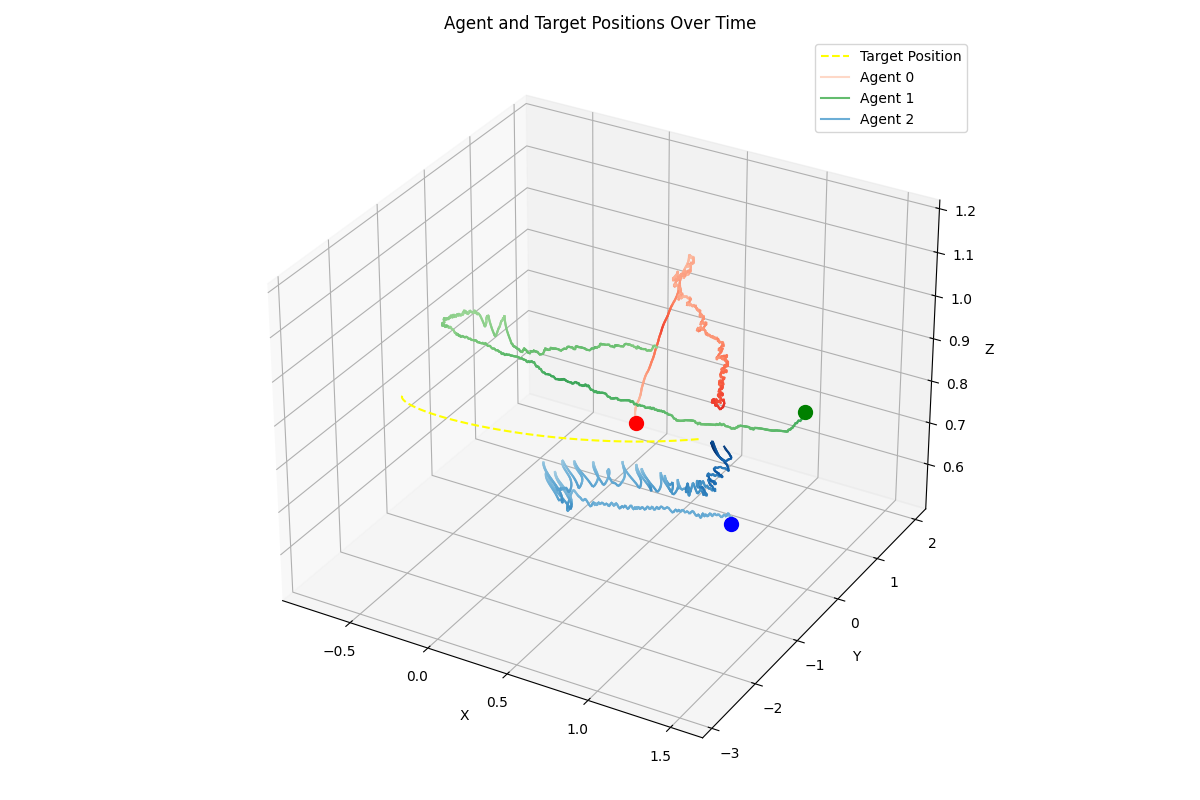 Agent and Target Positions Over Time
Target Position
Agent 0
Agent 1
Agent 2
1.2
1.1
1.0
0.9
0.8
0.7
0.6
Z
2
1
0
−1
−2
−3
Y
−0.5
0.0
0.5
1.0
1.5
X